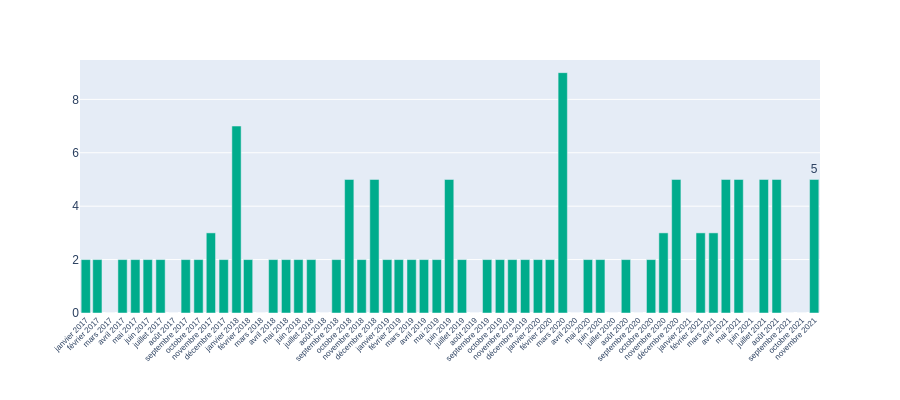 8
6
4
2
0
5
janvier 2017
février 2017
mars 2017
avril 2017
mai 2017
juin 2017
juillet 2017
août 2017
septembre 2017
octobre 2017
novembre 2017
décembre 2017
janvier 2018
février 2018
mars 2018
avril 2018
mai 2018
juin 2018
juillet 2018
août 2018
septembre 2018
octobre 2018
novembre 2018
décembre 2018
janvier 2019
février 2019
mars 2019
avril 2019
mai 2019
juin 2019
juillet 2019
août 2019
septembre 2019
octobre 2019
novembre 2019
décembre 2019
janvier 2020
février 2020
mars 2020
avril 2020
mai 2020
juin 2020
juillet 2020
août 2020
septembre 2020
octobre 2020
novembre 2020
décembre 2020
janvier 2021
février 2021
mars 2021
avril 2021
mai 2021
juin 2021
juillet 2021
août 2021
septembre 2021
octobre 2021
novembre 2021